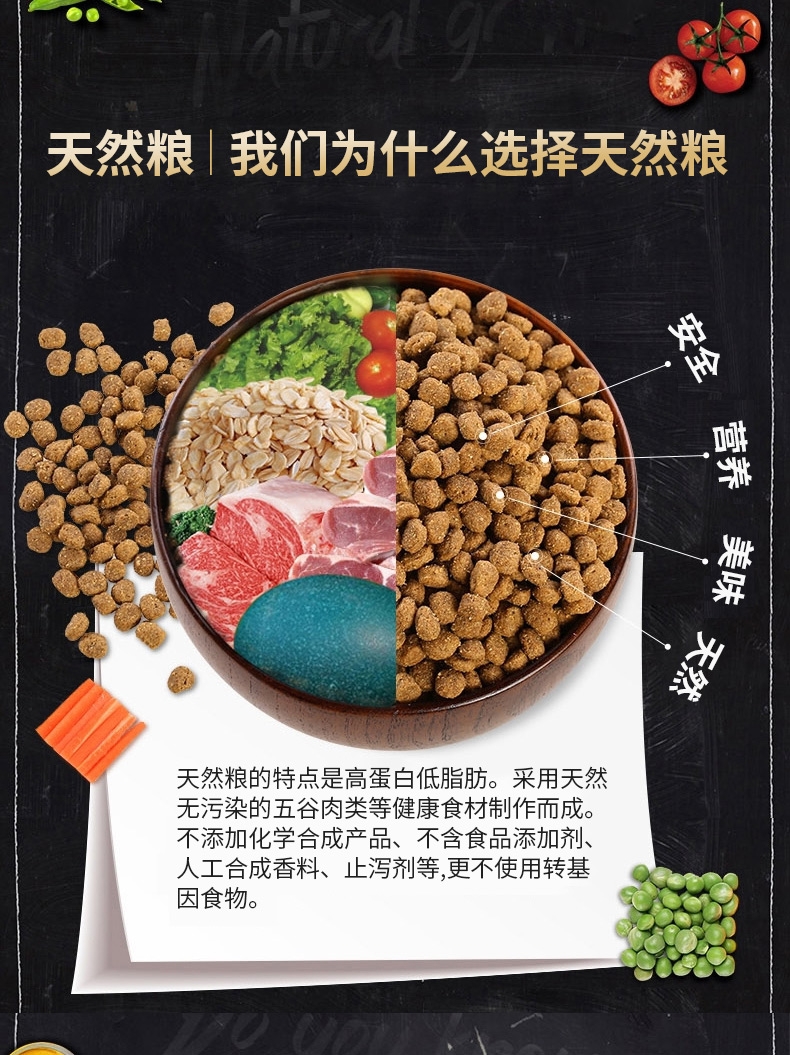 Natural gr
天然粮|我们为什么选择天然粮
安全
营养
美味
天然
天然粮的特点是高蛋白低脂肪。采用天然
无污染的五谷肉类等健康食材制作而成。
不添加化学合成产品、不含食品添加剂、
人工合成香料、止泻剂等,更不使用转基
因食物。
Do you